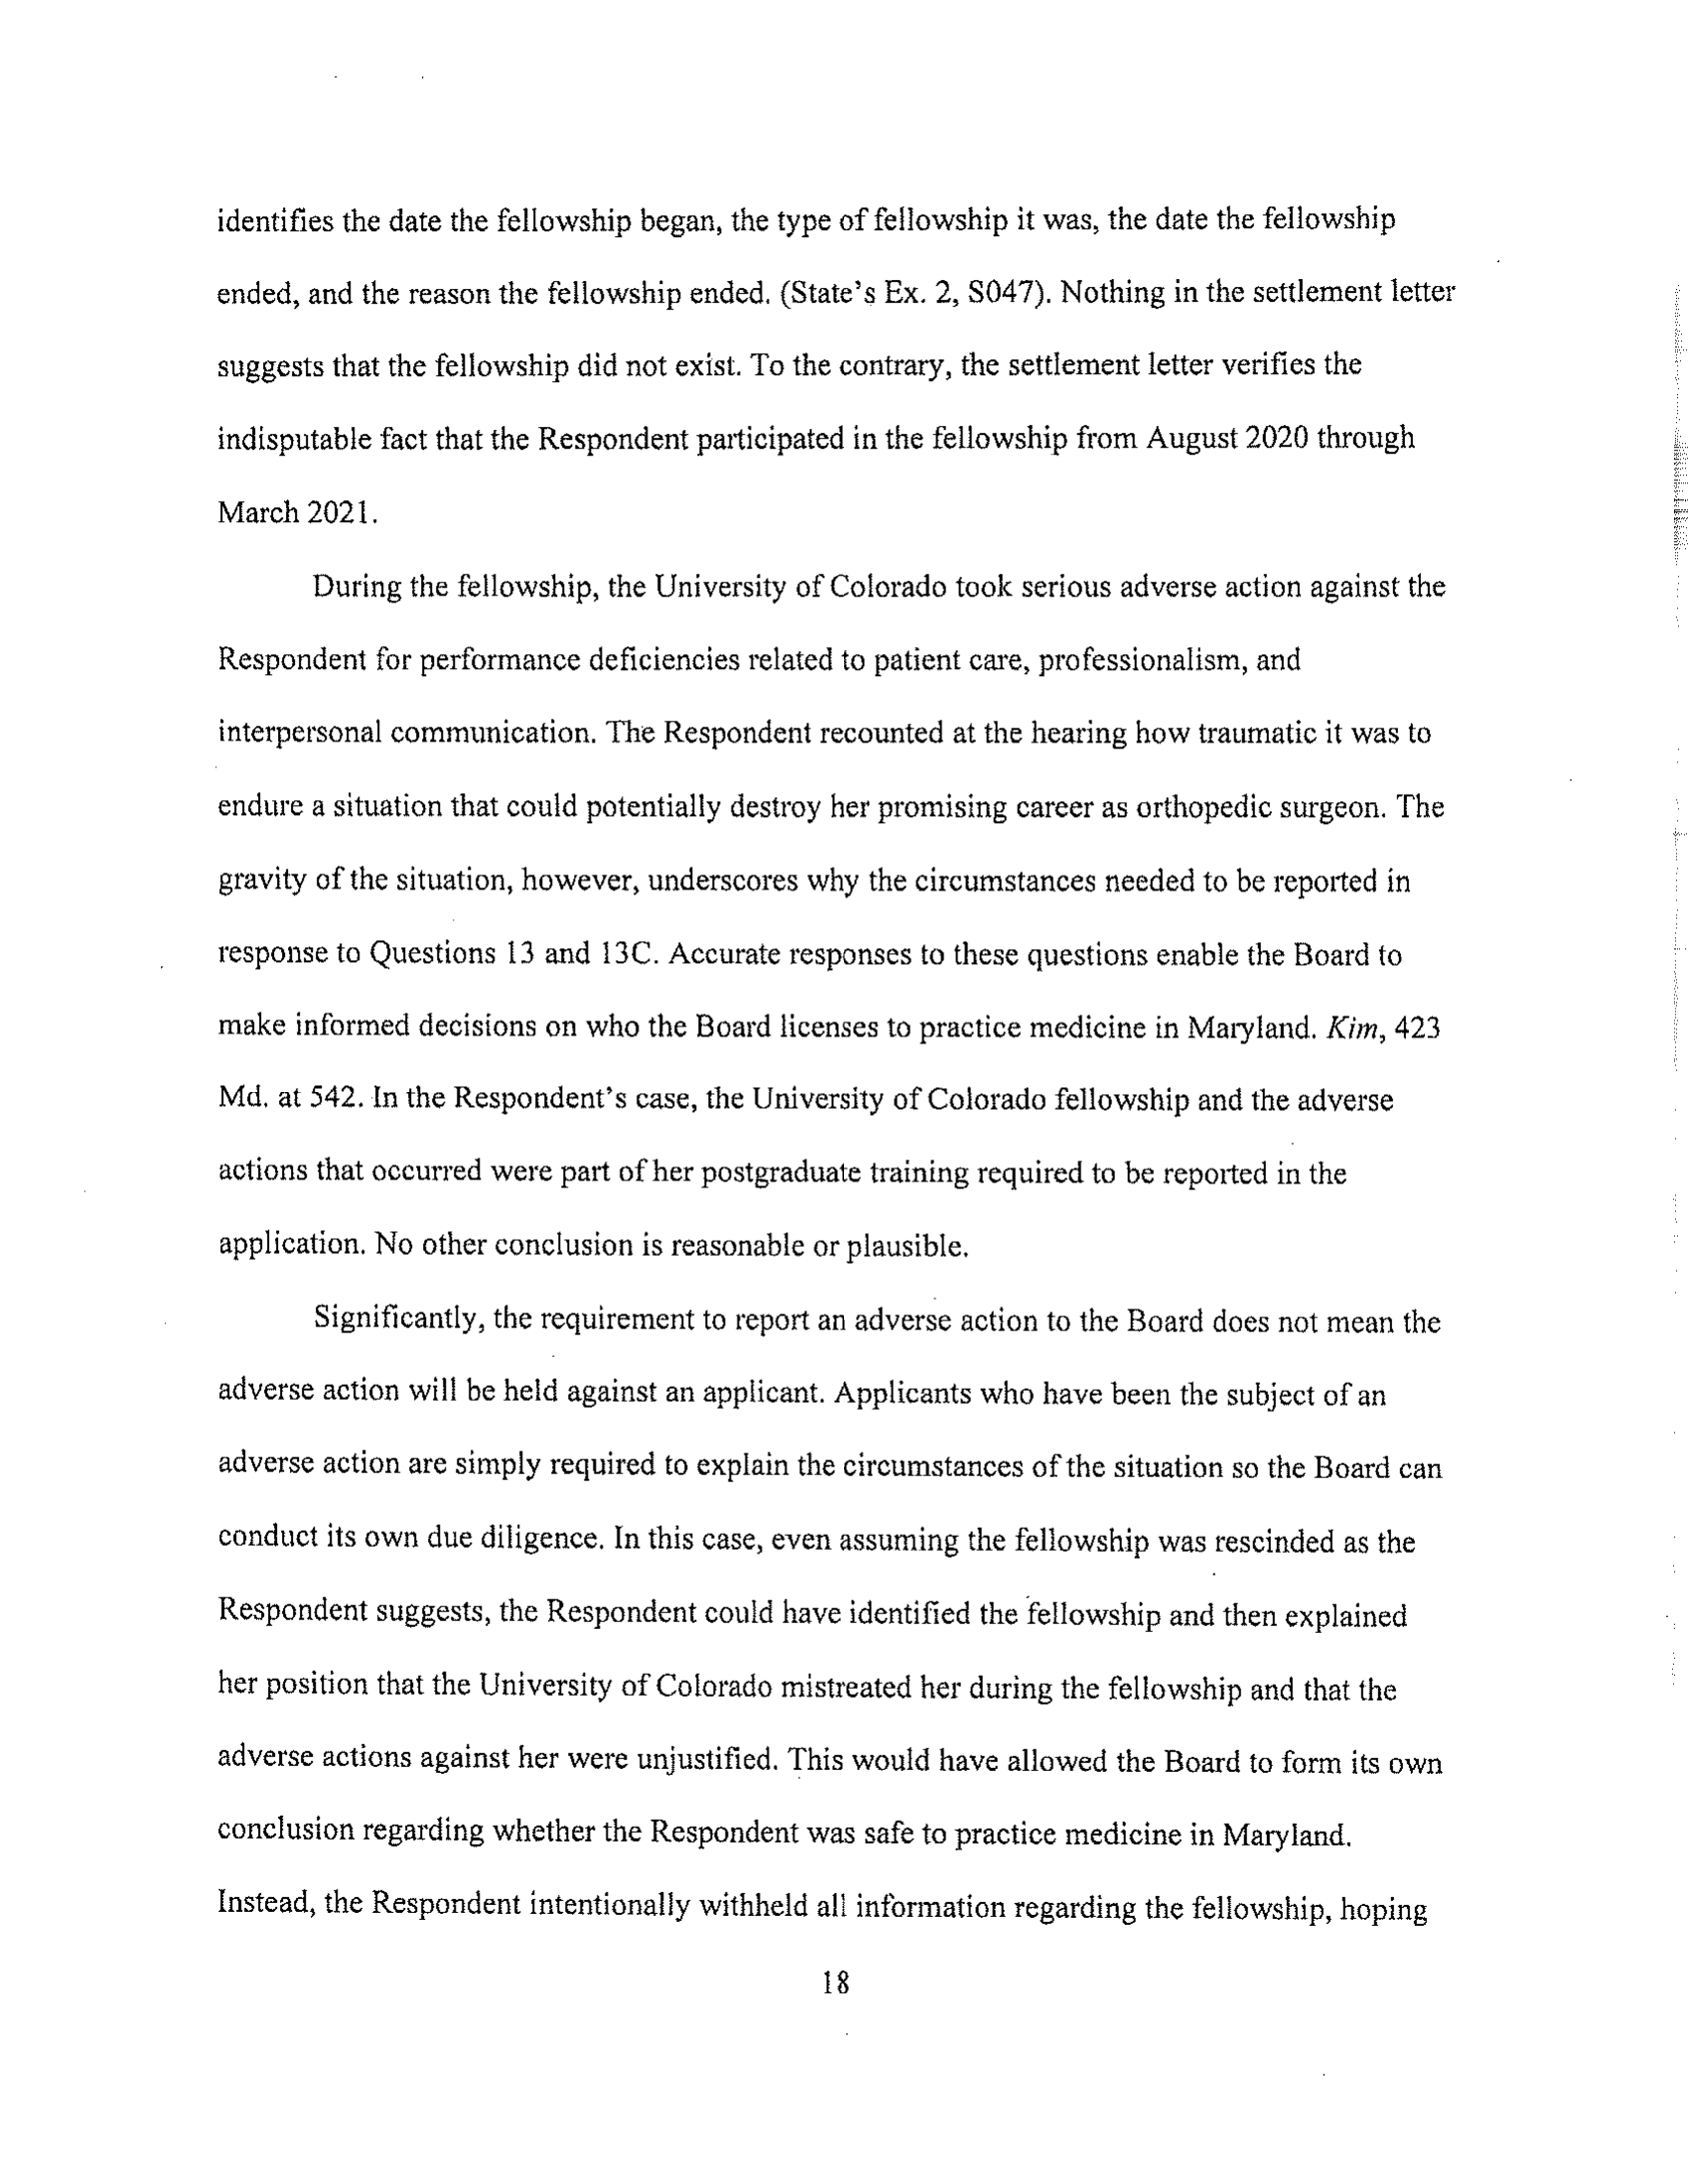 identifies the date the fellowship began, the type of fellowship it was, the date the fellowship
ended, and the reason the fellowship ended. (State's Ex. 2, S047). Nothing in the settlement letter
suggests that the fellowship did not exist. To the contrary, the settlement letter verifies the
indisputable fact that the Respondent participated in the fellowship from August 2020 through
March 2021.
During the fellowship, the University of Colorado took serious adverse action against the
Respondent for performance deficiencies related to patient care, professionalism, and
interpersonal communication. The Respondent recounted at the hearing how traumatic it was to
endure a situation that could potentially destroy her promising career as orthopedic surgeon. The
gravity of the situation, however, underscores why the circumstances needed to be reported in
response to Questions 13 and 13C. Accurate responses to these questions enable the Board to
make informed decisions on who the Board licenses to practice medicine in Maryland. Kim, 423
Md. at 542. In the Respondent's case, the University of Colorado fellowship and the adverse
actions that occurred were part of her postgraduate training required to be reported in the
application. No other conclusion is reasonable or plausible.
Significantly, the requirement to report an adverse action to the Board does not mean the
adverse action will be held against an applicant. Applicants who have been the subject of an
adverse action are simply required to explain the circumstances of the situation so the Board can
conduct its own due diligence. In this case, even assuming the fellowship was rescinded as the
Respondent suggests, the Respondent could have identified the fellowship and then explained
her position that the University of Colorado mistreated her during the fellowship and that the
adverse actions against her were unjustified. This would have allowed the Board to form its own
conclusion regarding whether the Respondent was safe to practice medicine in Maryland.
Instead, the Respondent intentionally withheld all information regarding the fellowship, hoping
18